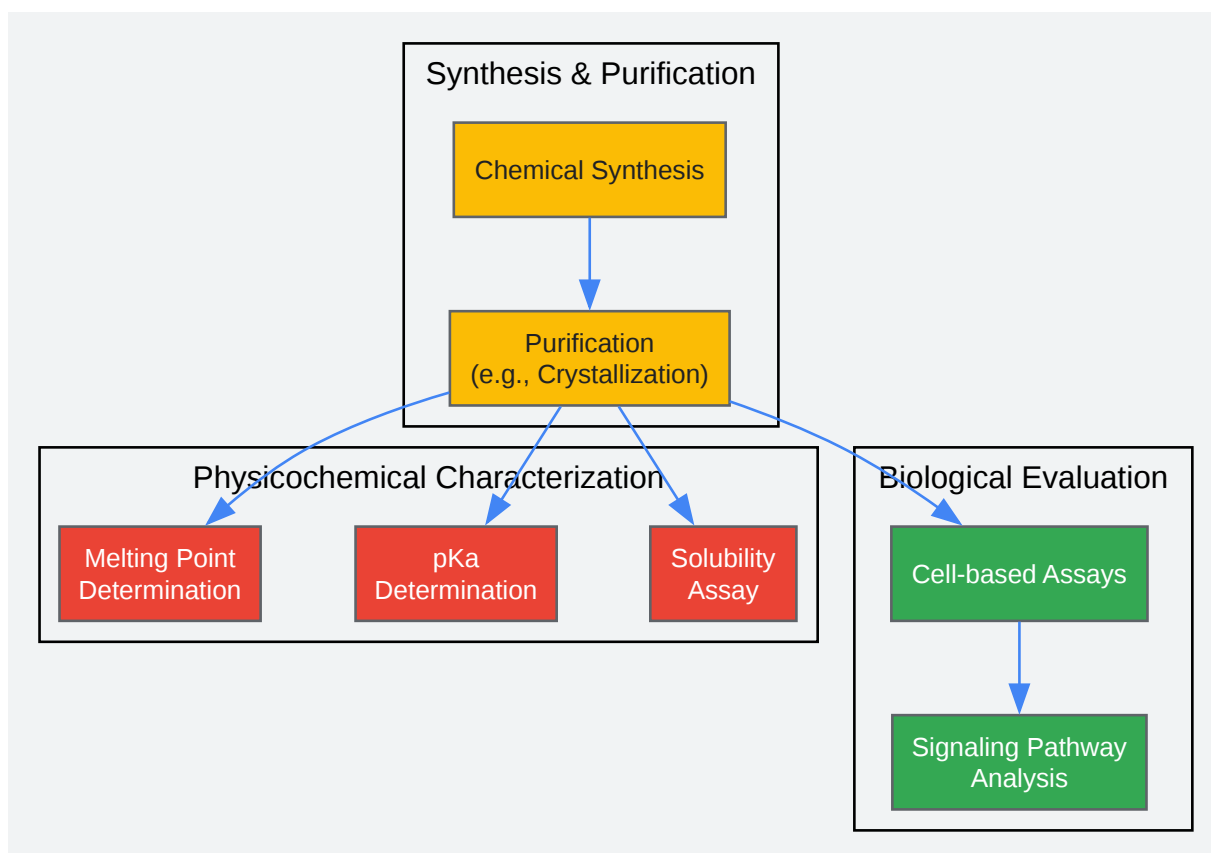 Synthesis & Purification
Chemical Synthesis
Purification
(e.g., Crystallization)
Physicochemical Characterization
Melting Point
Determination
pKa
Determination
Solubility
Assay
Biological Evaluation
Cell-based Assays
Signaling Pathway
Analysis